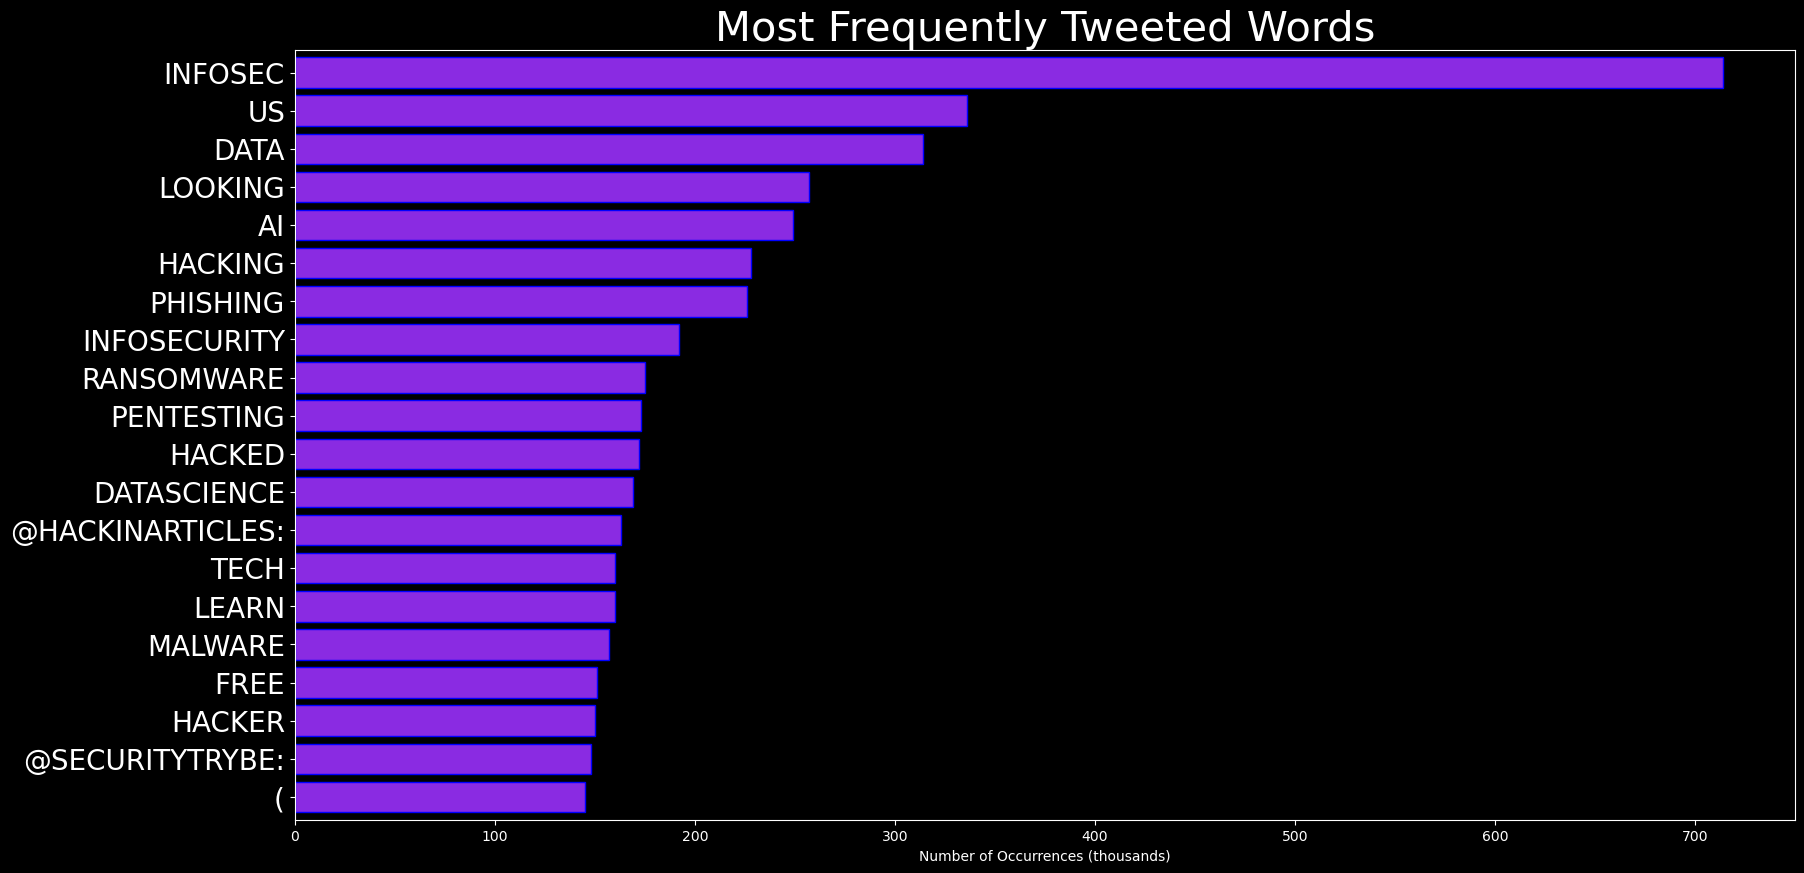 Most Frequently Tweeted Words
INFOSEC
US
DATA
LOOKING
AI
HACKING
PHISHING
INFOSECURITY
RANSOMWARE
PENTESTING
HACKED
DATASCIENCE
@HACKINARTICLES:
TECH
LEARN
MALWARE
FREE
HACKER
@SECURITYTRYBE:
(
0 100 200 300 400 500 600 700
Number of Occurrences (thousands)